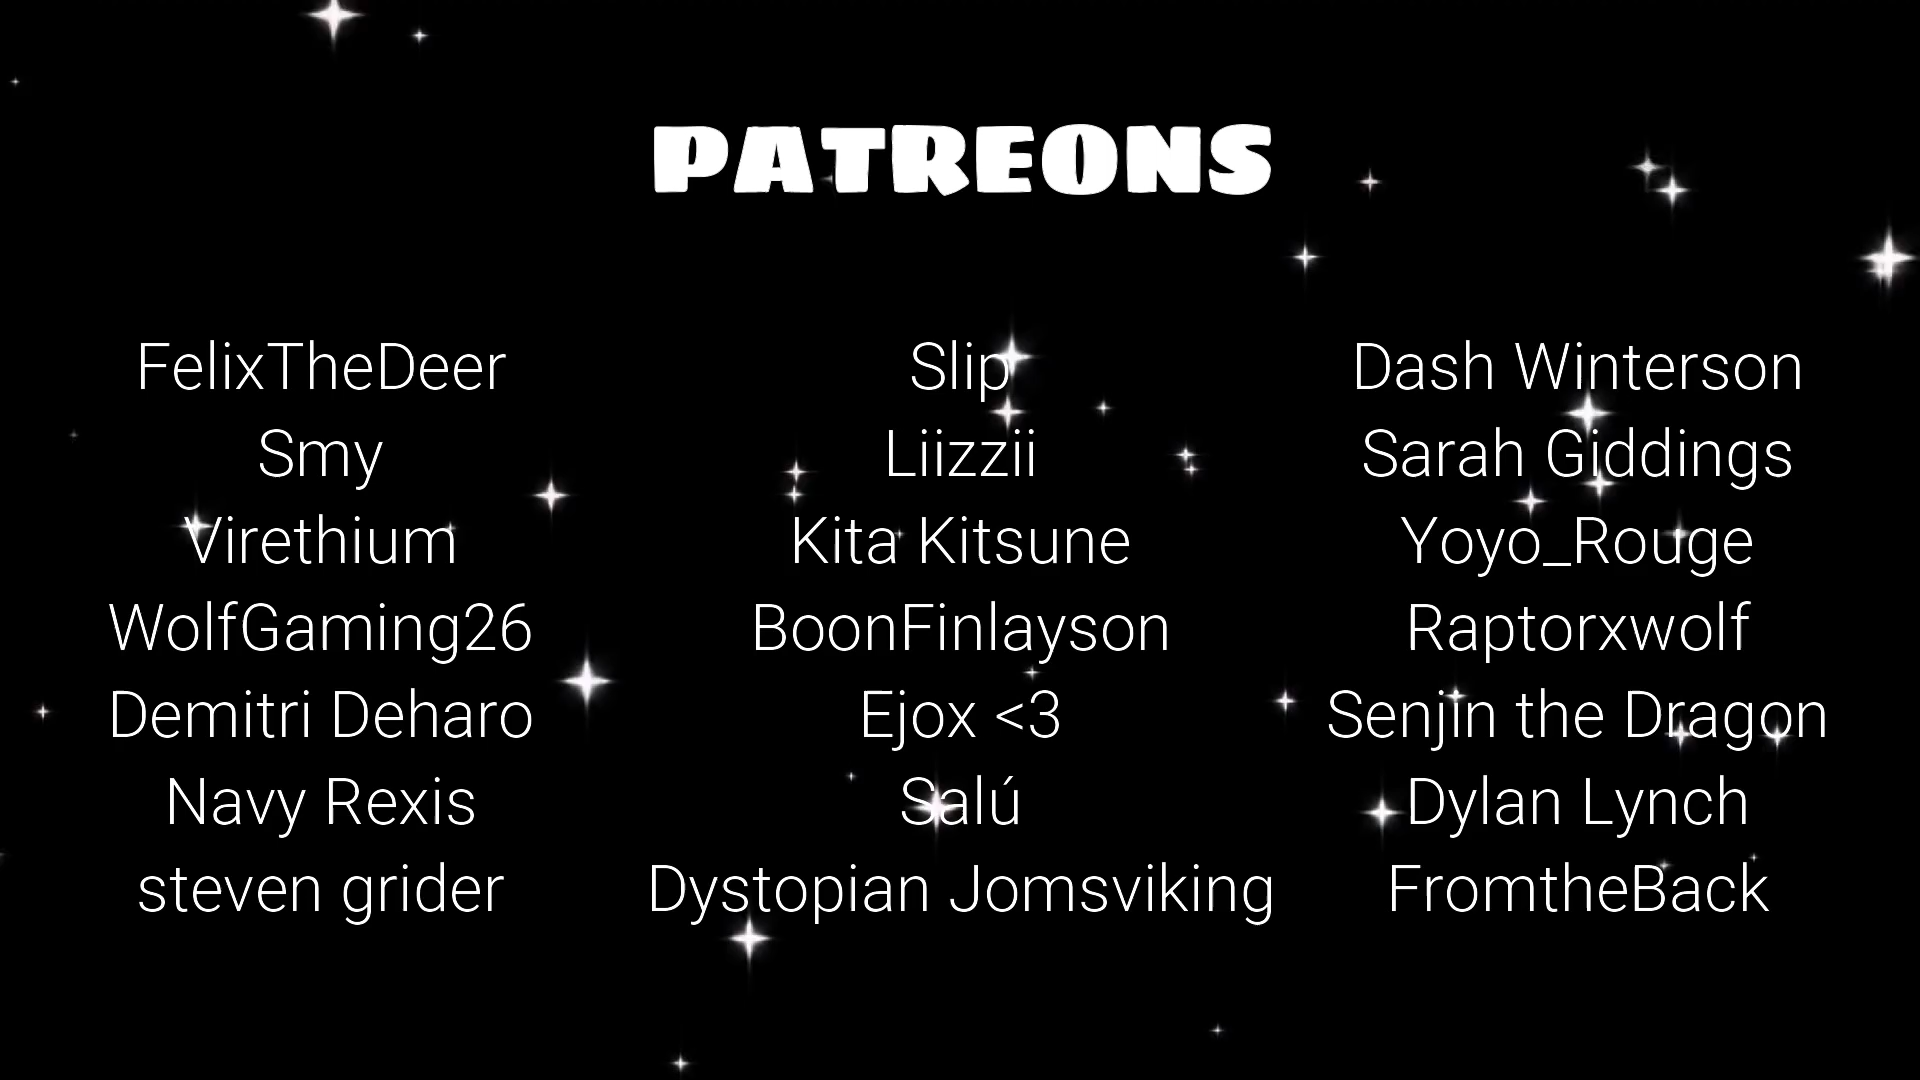 PATREONS
FelixTheDeer
Smy
Virethium
WolfGaming26
Demitri Deharo
Navy Rexis
steven grider
Slip
Liizzii
Kita Kitsune
BoonFinlayson
Ejox <3
Salú
Dystopian Jomsviking
Dash Winterson
Sarah Giddings
Yoyo_Rouge
Raptorxwolf
Senjin the Dragon
Dylan Lynch
FromtheBack